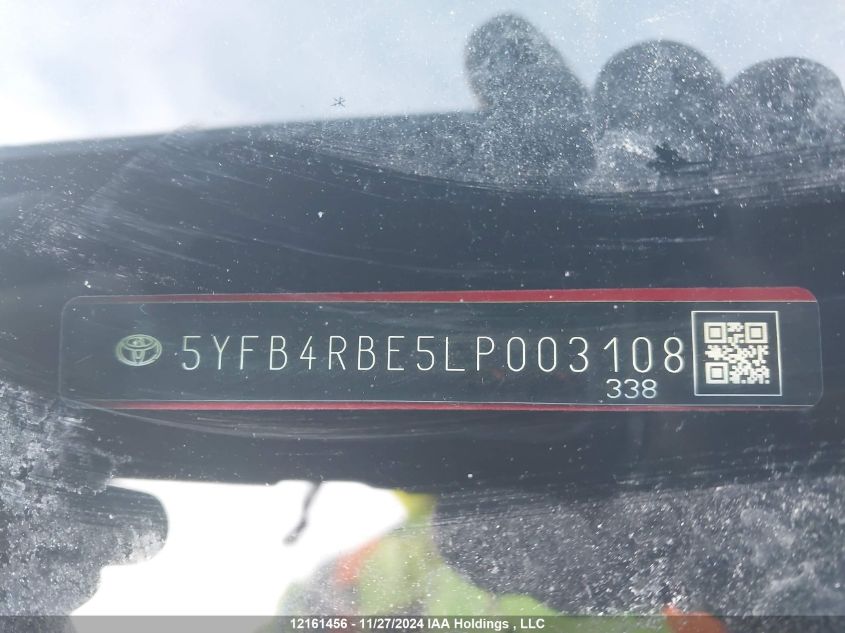 5YFB4RBE5LP003108
338
12161456 - 11/27/2024 IAA Holdings , LLC